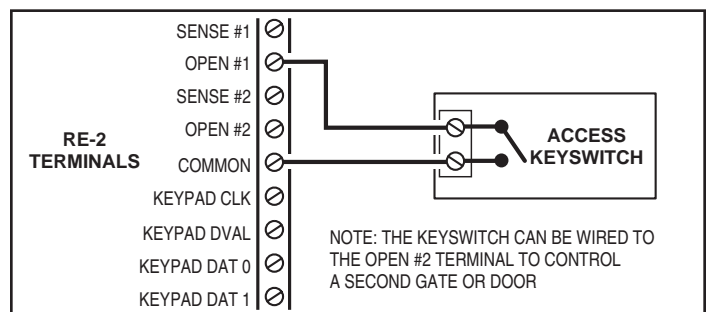 SENSE #1
OPEN #1
SENSE #2
OPEN #2
COMMON
KEYPAD CLK
KEYPAD DVAL
KEYPAD DAT 0
KEYPAD DAT 1
RE-2
TERMINALS
ACCESS
KEYSWITCH
NOTE: THE KEYSWITCH CAN BE WIRED TO
THE OPEN #2 TERMINAL TO CONTROL
A SECOND GATE OR DOOR